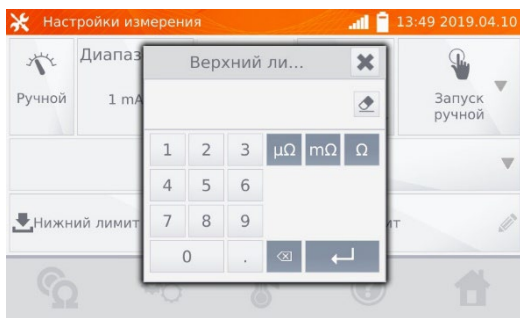 Настройки измерения 13:49 2019.04.10
Диапаз
Верхний ли...
Ручной 1 mA
Запуск
ручной
1 2 3 µΩ mΩ Ω
4 5 6
7 8 9
0 .
Нижний лимит ит